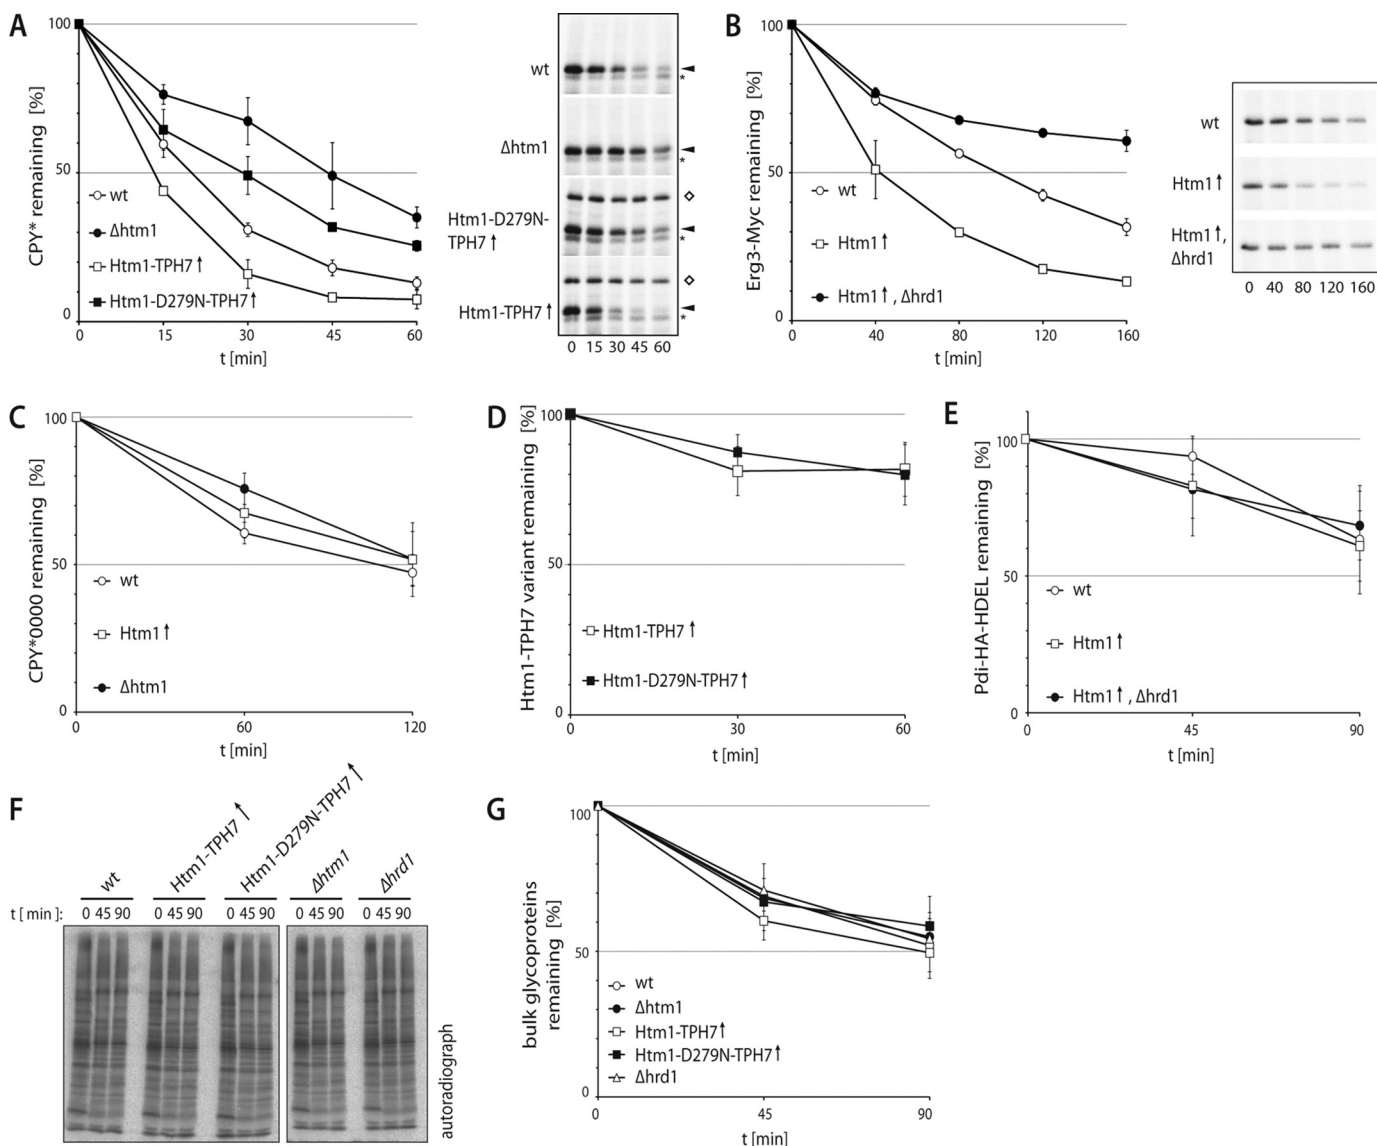 A
CPY* remaining [%]
100
50
0
wt
Δhtm1
Htm1-TPH7↑
Htm1-D279N-TPH7↑
0 15 30 45 60
t [min]
wt
*
Δhtm1
*
◇
Htm1-D279N-
TPH7↑
*
◇
Htm1-TPH7↑
*
0 15 30 45 60
B
Erg3-Myc remaining [%]
100
50
0
wt
Htm1↑
Htm1↑, Δhrd1
0 40 80 120 160
t [min]
wt
Htm1↑
Htm1↑,
Δhrd1
0 40 80 120 160
C
CPY*0000 remaining [%]
100
50
0
wt
Htm1↑
Δhtm1
0 60 120
t [min]
D
Htm1-TPH7 variant remaining [%]
100
50
0
Htm1-TPH7↑
Htm1-D279N-TPH7↑
0 30 60
t [min]
E
Pdi-HA-HDEL remaining [%]
100
50
0
wt
Htm1↑
Htm1↑, Δhrd1
0 45 90
t [min]
F
wt
Htm1-TPH7↑
Htm1-D279N-TPH7↑
Δhtm1
Δhrd1
t [min]: 0 45 90 0 45 90 0 45 90 0 45 90 0 45 90
autoradiograph
G
bulk glycoproteins
remaining [%]
100
50
0
wt
Δhtm1
Htm1-TPH7↑
Htm1-D279N-TPH7↑
Δhrd1
0 45 90
t [min]